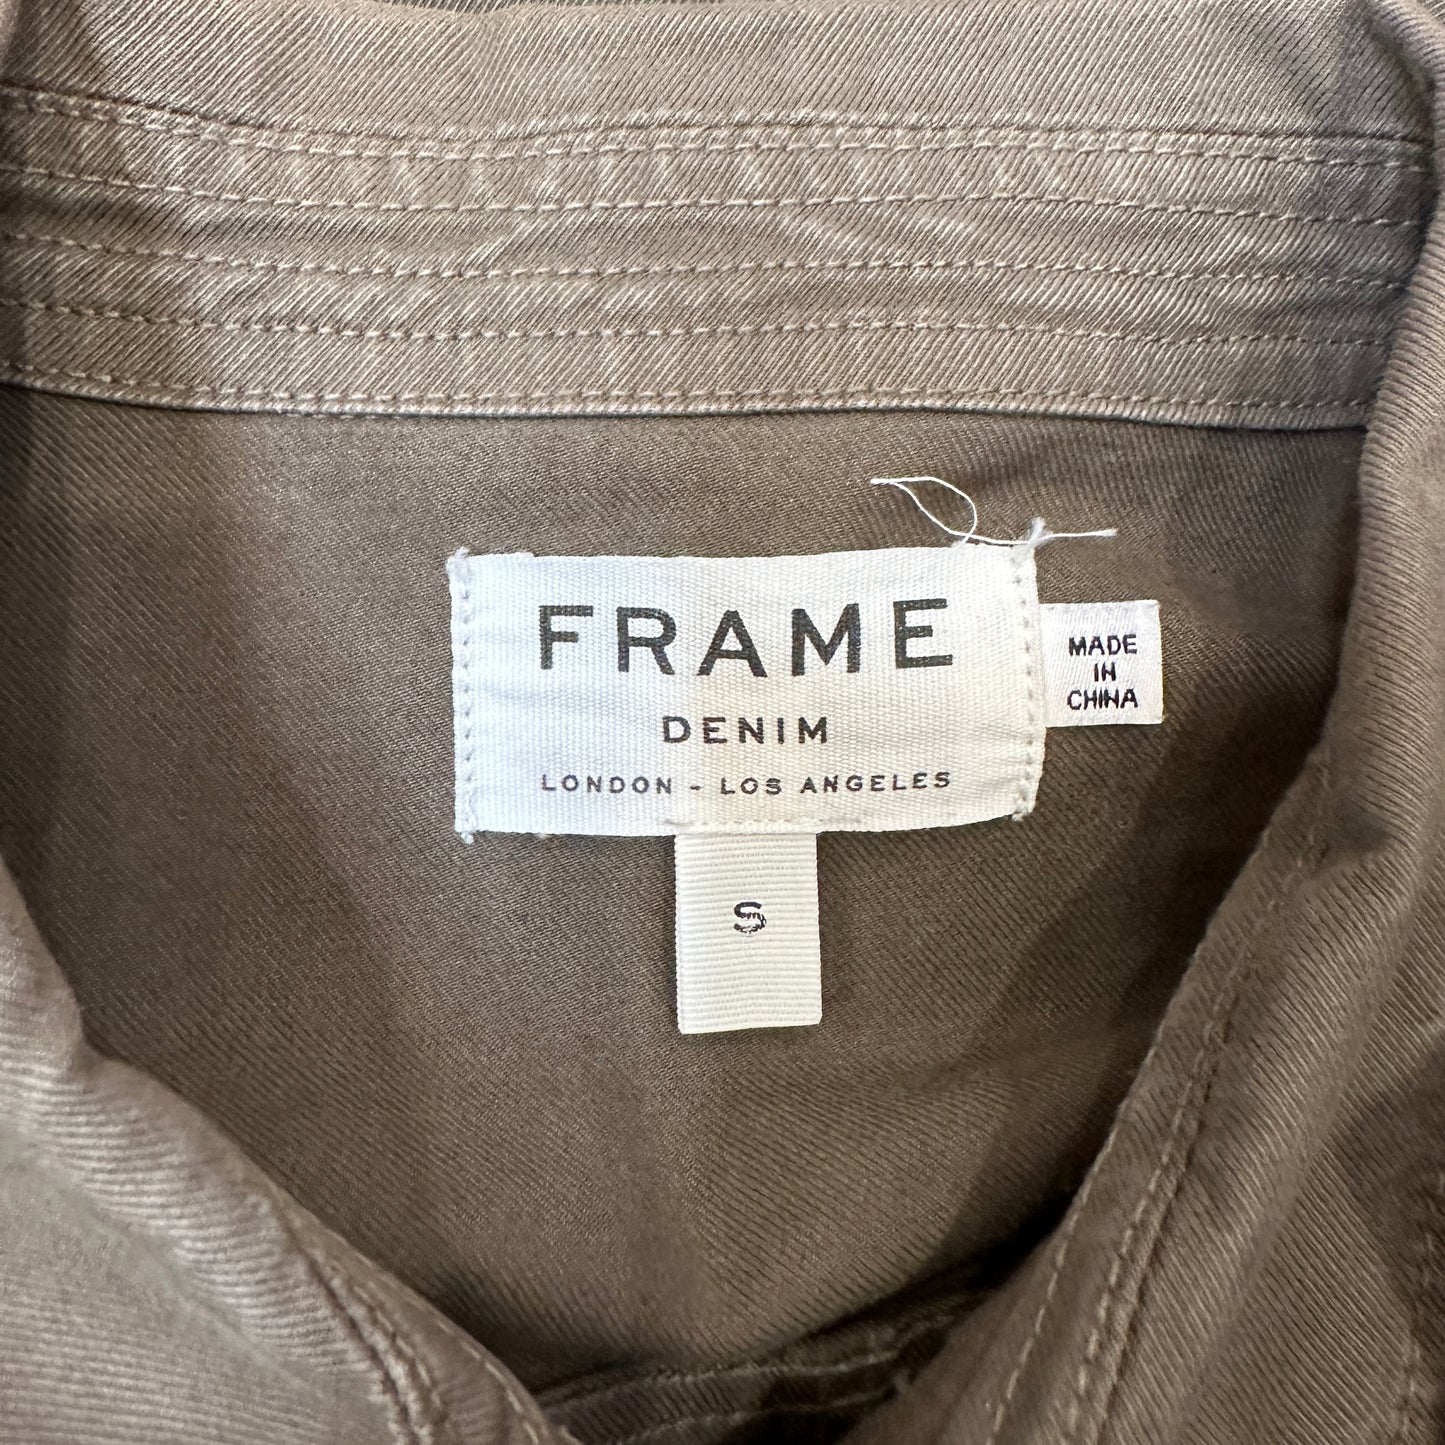 FRAME
DENIM
LONDON - LOS ANGELES
MADE
IN
CHINA
S